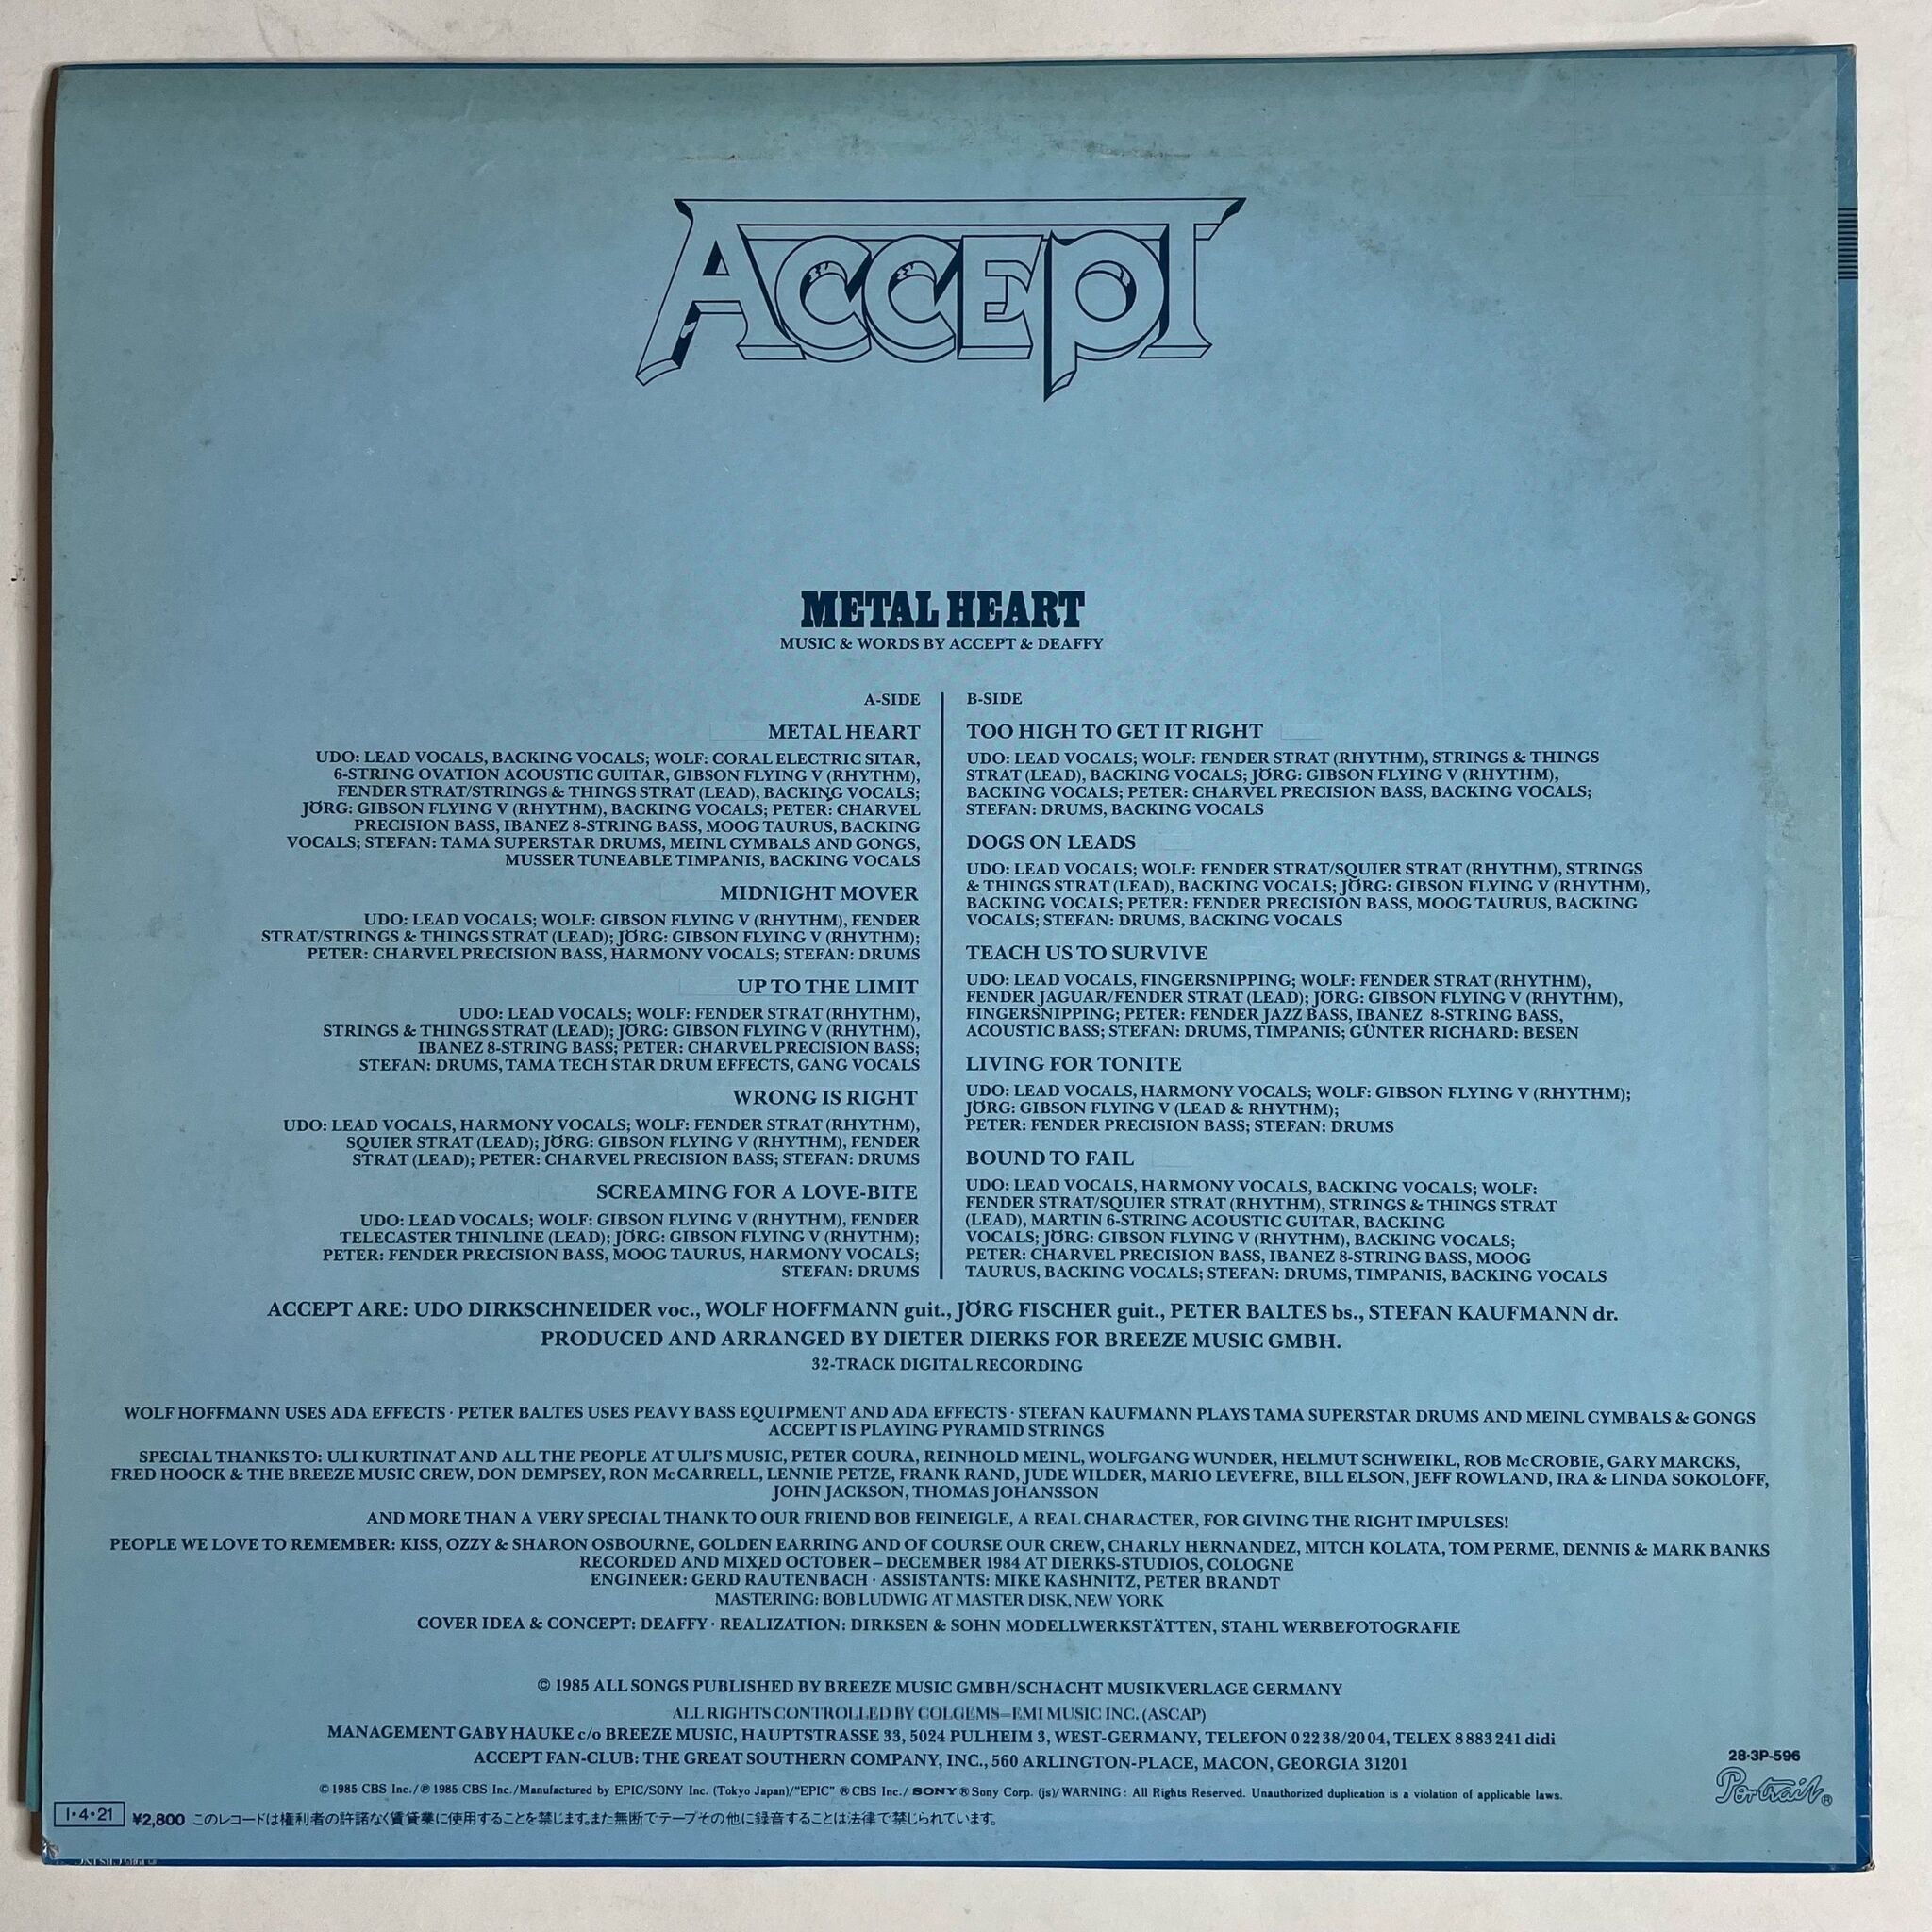 ACCEPT
METAL HEART
MUSIC & WORDS BY ACCEPT & DEAFFY
A-SIDE
METAL HEART
UDO: LEAD VOCALS, BACKING VOCALS; WOLF: CORAL ELECTRIC SITAR,
6-STRING OVATION ACOUSTIC GUITAR, GIBSON FLYING V (RHYTHM),
FENDER STRAT/STRINGS & THINGS STRAT (LEAD), BACKING VOCALS;
JÖRG: GIBSON FLYING V (RHYTHM), BACKING VOCALS; PETER: CHARVEL
PRECISION BASS, IBANEZ 8-STRING BASS, MOOG TAURUS, BACKING
VOCALS; STEFAN: TAMA SUPERSTAR DRUMS, MEINL CYMBALS AND GONGS,
MUSSER TUNEABLE TIMPANIS, BACKING VOCALS
MIDNIGHT MOVER
UDO: LEAD VOCALS; WOLF: GIBSON FLYING V (RHYTHM), FENDER
STRAT/STRINGS & THINGS STRAT (LEAD); JÖRG: GIBSON FLYING V (RHYTHM);
PETER: CHARVEL PRECISION BASS, HARMONY VOCALS; STEFAN: DRUMS
UP TO THE LIMIT
UDO: LEAD VOCALS; WOLF: FENDER STRAT (RHYTHM),
STRINGS & THINGS STRAT (LEAD); JÖRG: GIBSON FLYING V (RHYTHM),
IBANEZ 8-STRING BASS; PETER: CHARVEL PRECISION BASS;
STEFAN: DRUMS, TAMA TECH STAR DRUM EFFECTS, GANG VOCALS
WRONG IS RIGHT
UDO: LEAD VOCALS, HARMONY VOCALS; WOLF: FENDER STRAT (RHYTHM),
SQUIER STRAT (LEAD); JÖRG: GIBSON FLYING V (RHYTHM), FENDER
STRAT (LEAD); PETER: CHARVEL PRECISION BASS; STEFAN: DRUMS
SCREAMING FOR A LOVE-BITE
UDO: LEAD VOCALS; WOLF: GIBSON FLYING V (RHYTHM), FENDER
TELECASTER THINLINE (LEAD); JÖRG: GIBSON FLYING V (RHYTHM);
PETER: FENDER PRECISION BASS, MOOG TAURUS, HARMONY VOCALS;
STEFAN: DRUMS
B-SIDE
TOO HIGH TO GET IT RIGHT
UDO: LEAD VOCALS; WOLF: FENDER STRAT (RHYTHM), STRINGS & THINGS
STRAT (LEAD), BACKING VOCALS; JÖRG: GIBSON FLYING V (RHYTHM),
BACKING VOCALS; PETER: CHARVEL PRECISION BASS, BACKING VOCALS;
STEFAN: DRUMS, BACKING VOCALS
DOGS ON LEADS
UDO: LEAD VOCALS; WOLF: FENDER STRAT/SQUIER STRAT (RHYTHM), STRINGS
& THINGS STRAT (LEAD), BACKING VOCALS; JÖRG: GIBSON FLYING V (RHYTHM),
BACKING VOCALS; PETER: FENDER PRECISION BASS, MOOG TAURUS, BACKING
VOCALS; STEFAN: DRUMS, BACKING VOCALS
TEACH US TO SURVIVE
UDO: LEAD VOCALS, FINGERSNIPPING; WOLF: FENDER STRAT (RHYTHM),
FENDER JAGUAR/FENDER STRAT (LEAD); JÖRG: GIBSON FLYING V (RHYTHM),
FINGERSNIPPING; PETER: FENDER JAZZ BASS, IBANEZ 8-STRING BASS,
ACOUSTIC BASS; STEFAN: DRUMS, TIMPANIS; GÜNTER RICHARD: BESEN
LIVING FOR TONITE
UDO: LEAD VOCALS, HARMONY VOCALS; WOLF: GIBSON FLYING V (RHYTHM);
JÖRG: GIBSON FLYING V (LEAD & RHYTHM);
PETER: FENDER PRECISION BASS; STEFAN: DRUMS
BOUND TO FAIL
UDO: LEAD VOCALS, HARMONY VOCALS, BACKING VOCALS; WOLF:
FENDER STRAT/SQUIER STRAT (RHYTHM), STRINGS & THINGS STRAT
(LEAD), MARTIN 6-STRING ACOUSTIC GUITAR, BACKING
VOCALS; JÖRG: GIBSON FLYING V (RHYTHM), BACKING VOCALS;
PETER: CHARVEL PRECISION BASS, IBANEZ 8-STRING BASS, MOOG
TAURUS, BACKING VOCALS; STEFAN: DRUMS, TIMPANIS, BACKING VOCALS
ACCEPT ARE: UDO DIRKSCHNEIDER voc., WOLF HOFFMANN guit., JÖRG FISCHER guit., PETER BALTES bs., STEFAN KAUFMANN dr.
PRODUCED AND ARRANGED BY DIETER DIERKS FOR BREEZE MUSIC GMBH.
32-TRACK DIGITAL RECORDING
WOLF HOFFMANN USES ADA EFFECTS · PETER BALTES USES PEAVY BASS EQUIPMENT AND ADA EFFECTS · STEFAN KAUFMANN PLAYS TAMA SUPERSTAR DRUMS AND MEINL CYMBALS & GONGS
ACCEPT IS PLAYING PYRAMID STRINGS
SPECIAL THANKS TO: ULI KURTINAT AND ALL THE PEOPLE AT ULI'S MUSIC, PETER COURA, REINHOLD MEINL, WOLFGANG WUNDER, HELMUT SCHWEIKL, ROB McCROBIE, GARY MARCKS,
FRED HOOCK & THE BREEZE MUSIC CREW, DON DEMPSEY, RON McCARRELL, LENNIE PETZE, FRANK RAND, JUDE WILDER, MARIO LEVEFRE, BILL ELSON, JEFF ROWLAND, IRA & LINDA SOKOLOFF,
JOHN JACKSON, THOMAS JOHANSSON
AND MORE THAN A VERY SPECIAL THANK TO OUR FRIEND BOB FEINEIGLE, A REAL CHARACTER, FOR GIVING THE RIGHT IMPULSES!
PEOPLE WE LOVE TO REMEMBER: KISS, OZZY & SHARON OSBOURNE, GOLDEN EARRING AND OF COURSE OUR CREW, CHARLY HERNANDEZ, MITCH KOLATA, TOM PERME, DENNIS & MARK BANKS
RECORDED AND MIXED OCTOBER – DECEMBER 1984 AT DIERKS-STUDIOS, COLOGNE
ENGINEER: GERD RAUTENBACH · ASSISTANTS: MIKE KASHNITZ, PETER BRANDT
MASTERING: BOB LUDWIG AT MASTER DISK, NEW YORK
COVER IDEA & CONCEPT: DEAFFY · REALIZATION: DIRKSEN & SOHN MODELLWERKSTÄTTEN, STAHL WERBEFOTOGRAFIE
© 1985 ALL SONGS PUBLISHED BY BREEZE MUSIC GMBH/SCHACHT MUSIKVERLAGE GERMANY
ALL RIGHTS CONTROLLED BY COLGEMS–EMI MUSIC INC. (ASCAP)
MANAGEMENT GABY HAUKE c/o BREEZE MUSIC, HAUPTSTRASSE 33, 5024 PULHEIM 3, WEST-GERMANY, TELEFON 02238/2004, TELEX 8883241 didi
ACCEPT FAN-CLUB: THE GREAT SOUTHERN COMPANY, INC., 560 ARLINGTON-PLACE, MACON, GEORGIA 31201
28·3P-596
Portrait®
© 1985 CBS Inc./℗ 1985 CBS Inc./Manufactured by EPIC/SONY Inc. (Tokyo Japan)/"EPIC" ® CBS Inc./ SONY ® Sony Corp. (js)/WARNING: All Rights Reserved. Unauthorized duplication is a violation of applicable laws.
I·4·21 ¥2,800 このレコードは権利者の許諾なく賃貸業に使用することを禁じます。また無断でテープその他に録音することは法律で禁じられています。